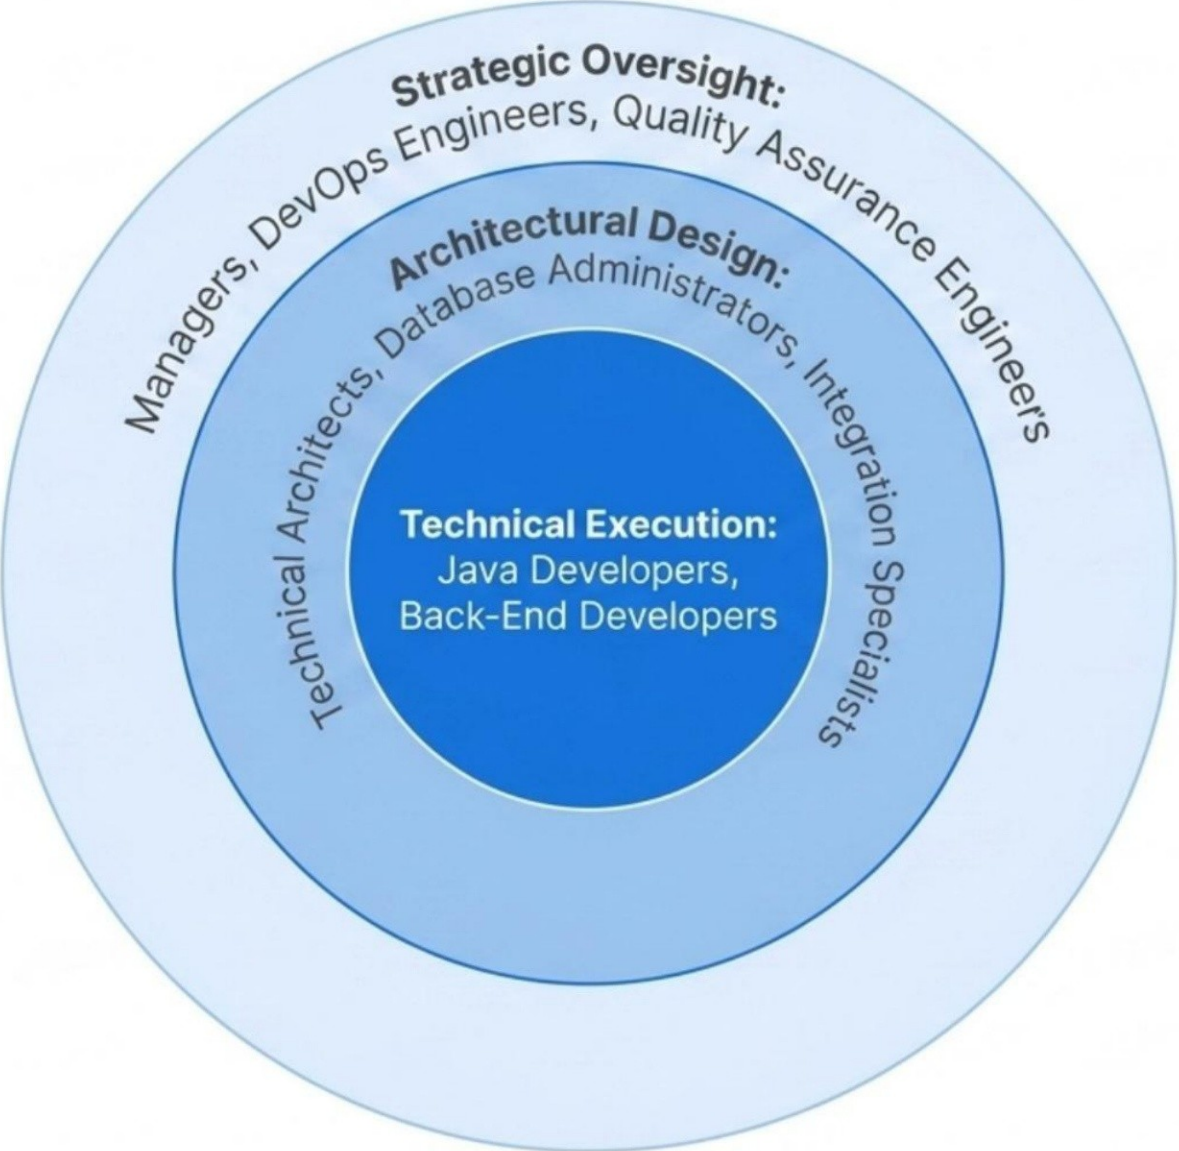 Strategic Oversight:
Managers, DevOps Engineers, Quality Assurance Engineers
Architectural Design:
Technical Architects, Database Administrators, Integration Specialists
Technical Execution:
Java Developers,
Back-End Developers